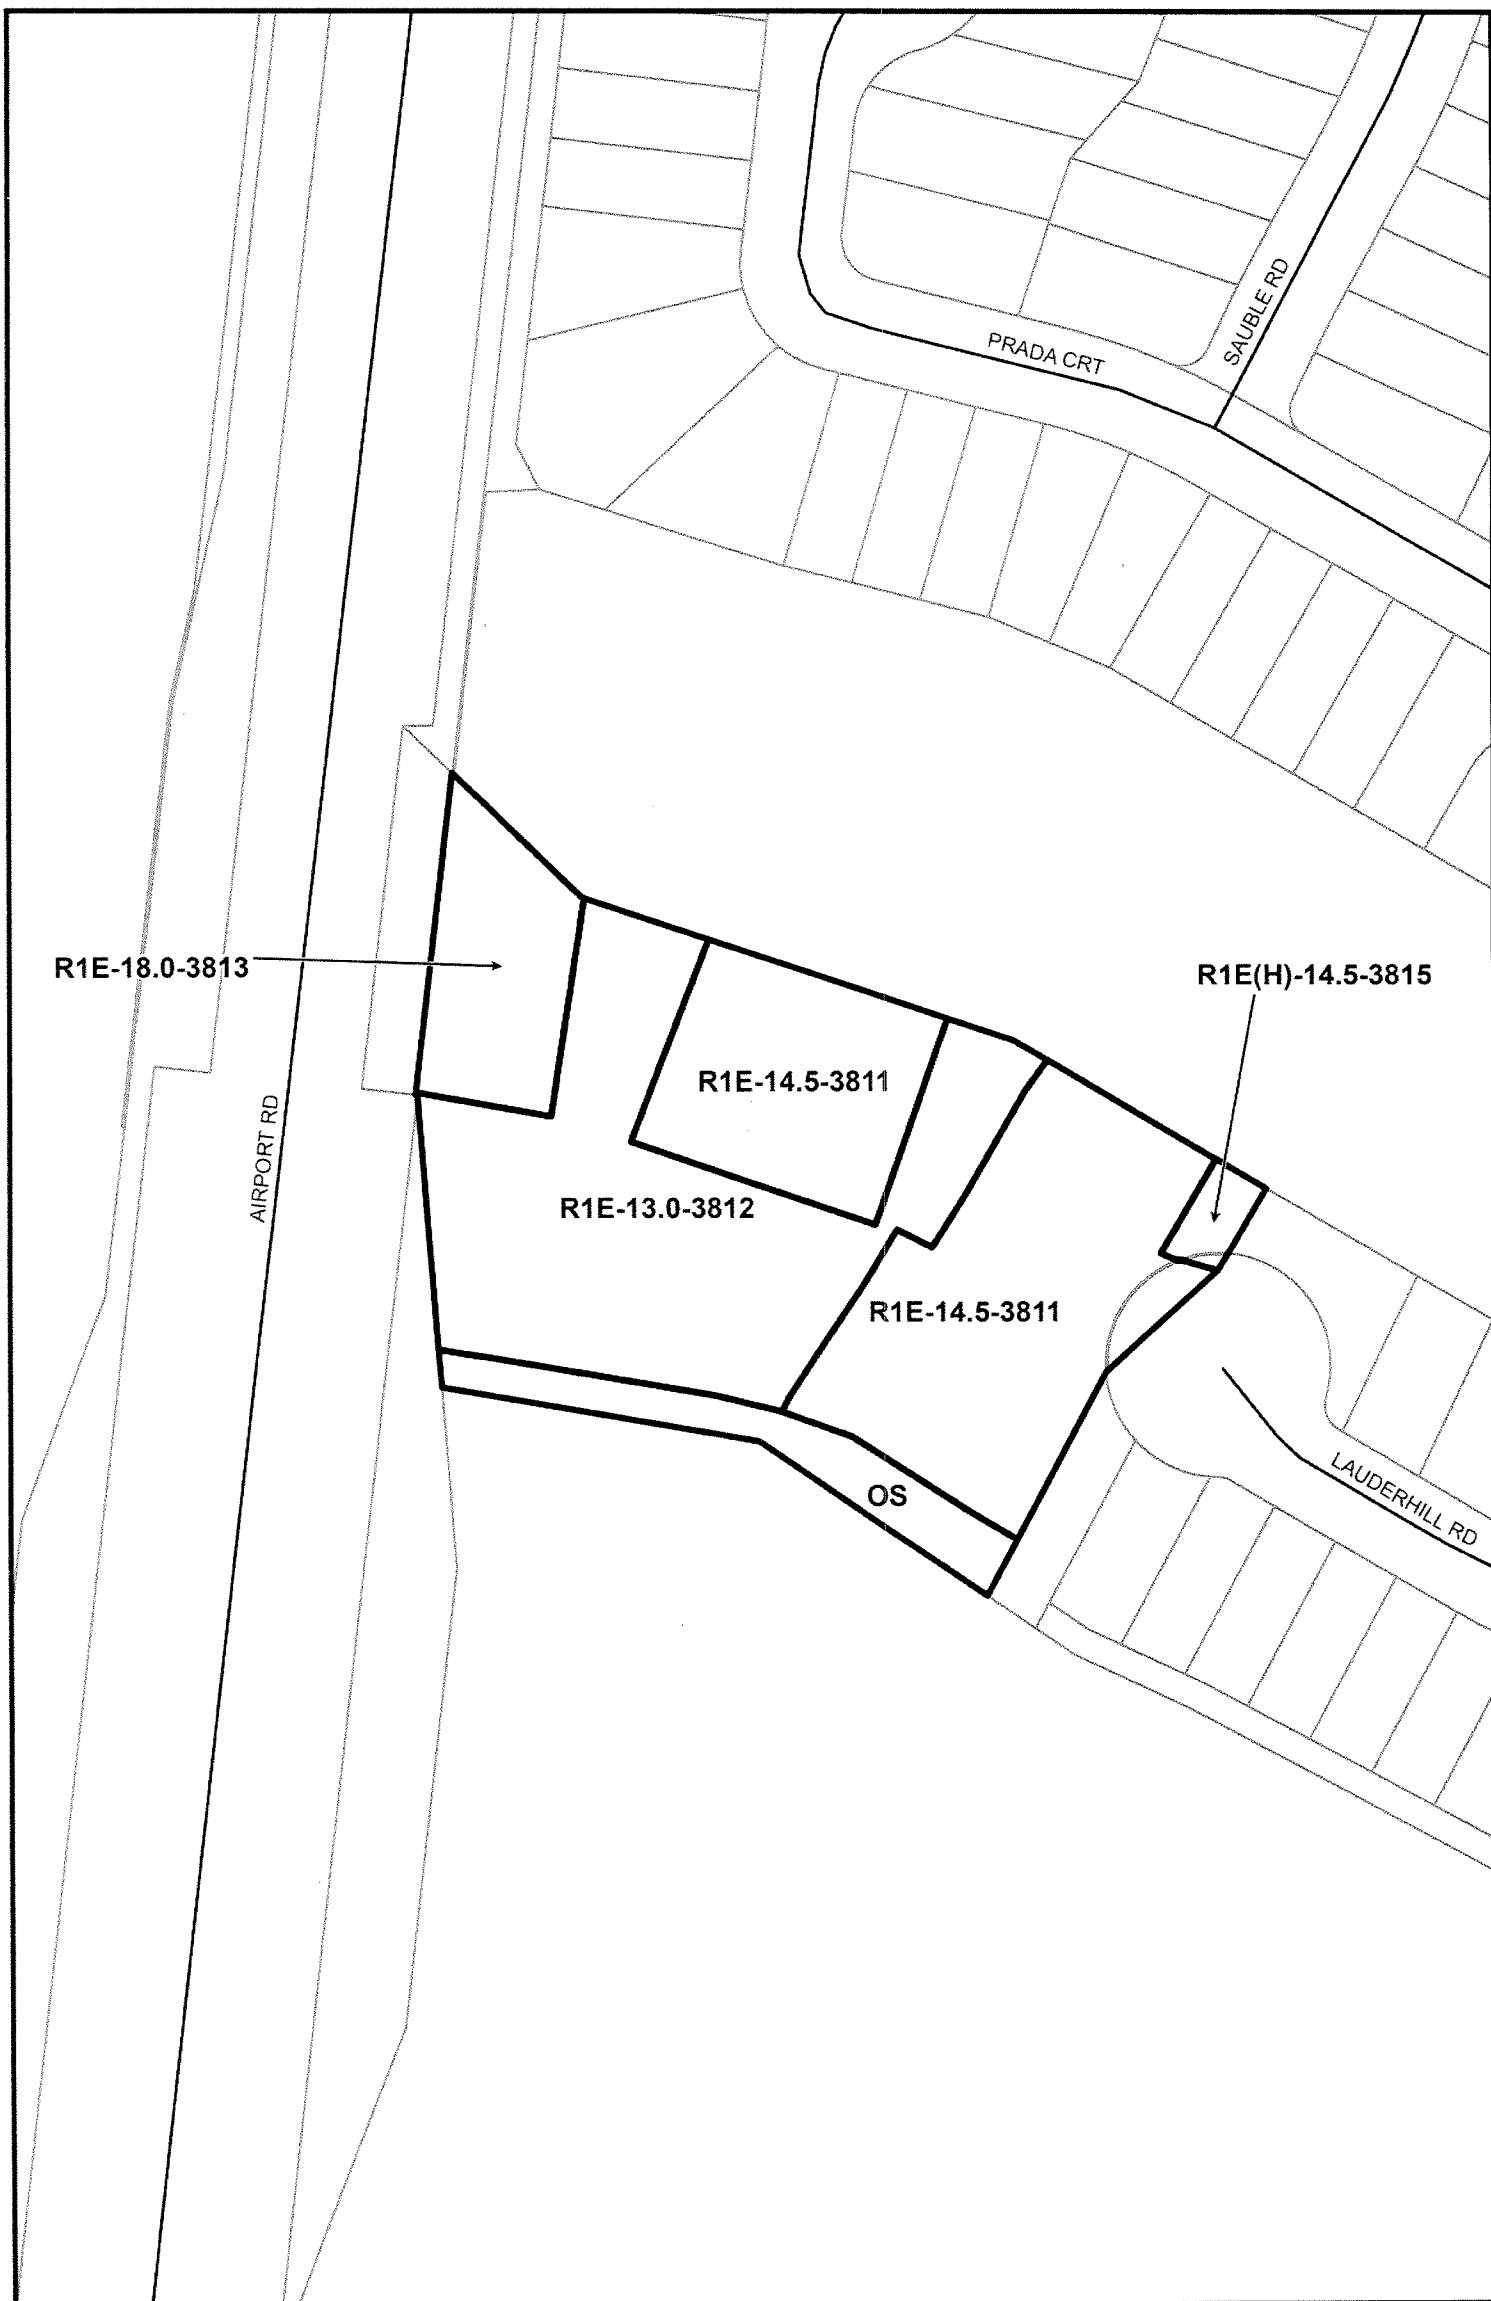 SAUBLE RD
PRADA CRT
R1E-18.0-3813
R1E(H)-14.5-3815
R1E-14.5-3811
AIRPORT RD
R1E-13.0-3812
R1E-14.5-3811
OS
LAUDERHILL RD